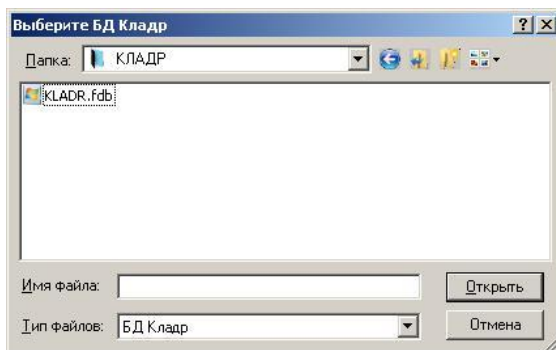 Выберите БД Кладр
Папка: КЛАДР
KLADR.fdb
Имя файла: Открыть
Тип файлов: БД Кладр Отмена